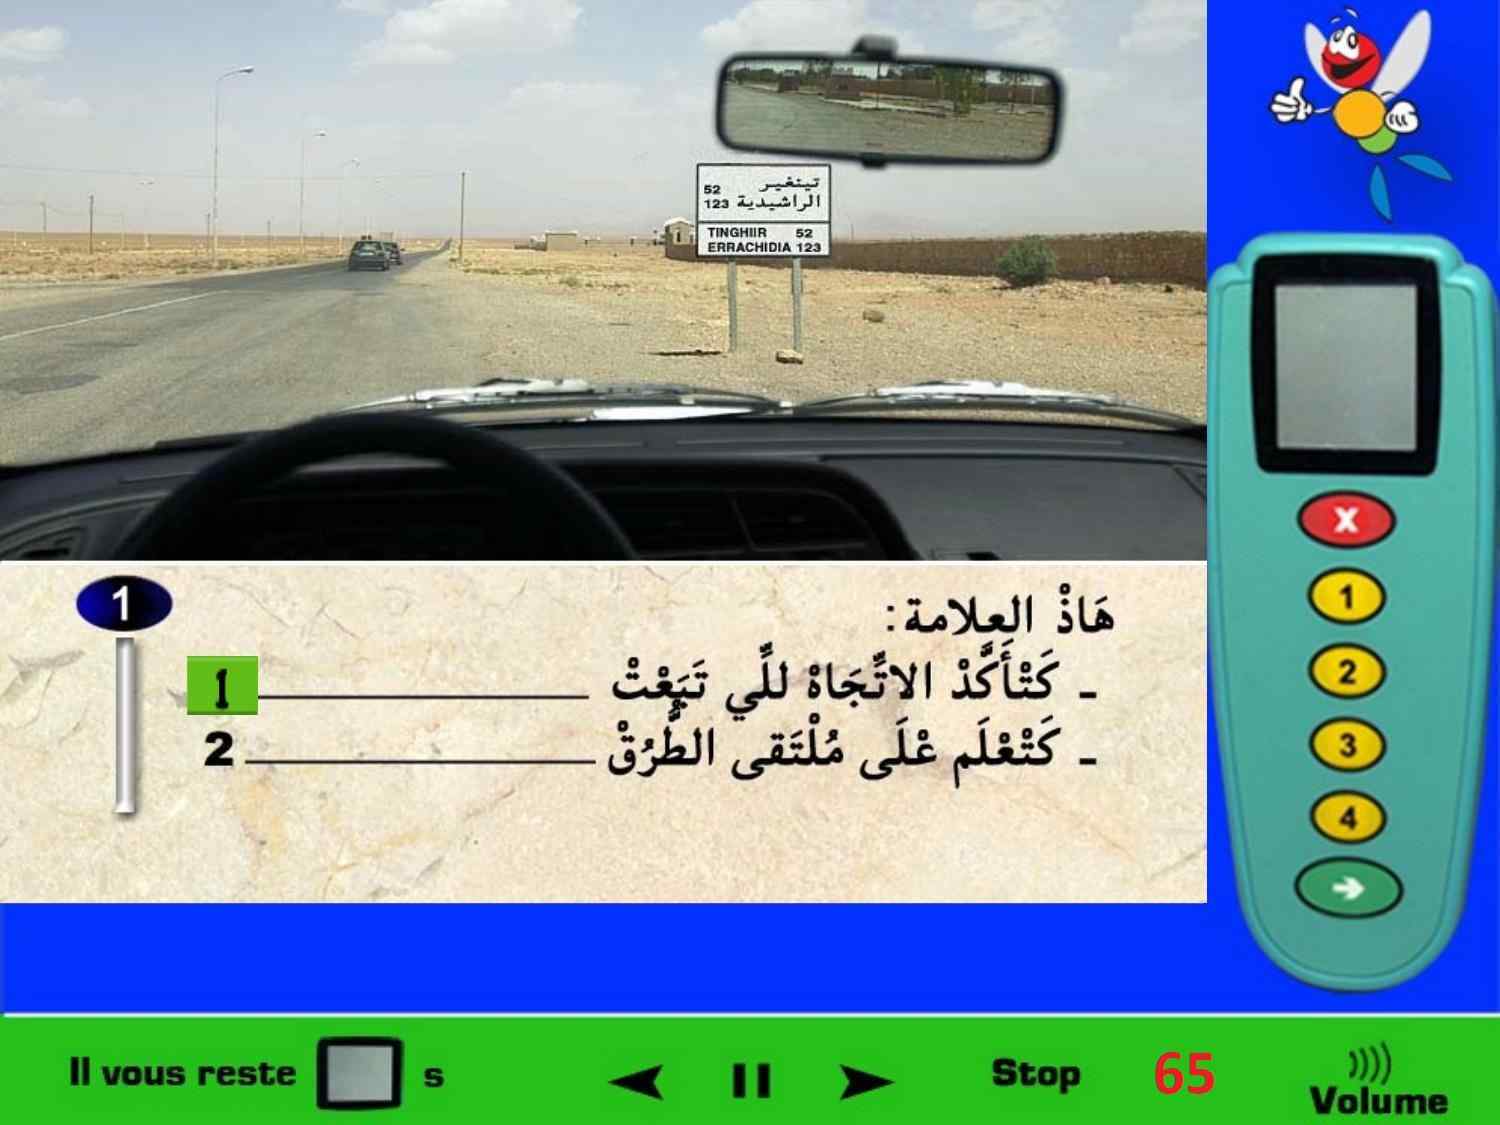 تينغير 52
الراشيدية 123
TINGHIIR 52
ERRACHIDIA 123
1
هَاذْ العلامة:
ـ كَتْأَكَّدْ الاتِّجَاهْ للِّي تَبَعْتْ 1
ـ كَتْعْلَم عْلَى مُلْتَقى الطُّرُقْ 2
X
1
2
3
4
Il vous reste s
Stop
65
Volume